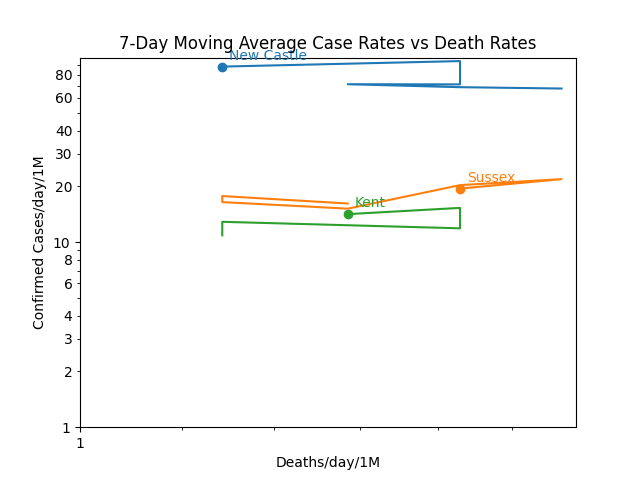 7-Day Moving Average Case Rates vs Death Rates
New Castle
80
60
40
30
Sussex
20
Kent
10
8
6
4
3
2
1
1
Confirmed Cases/day/1M
Deaths/day/1M